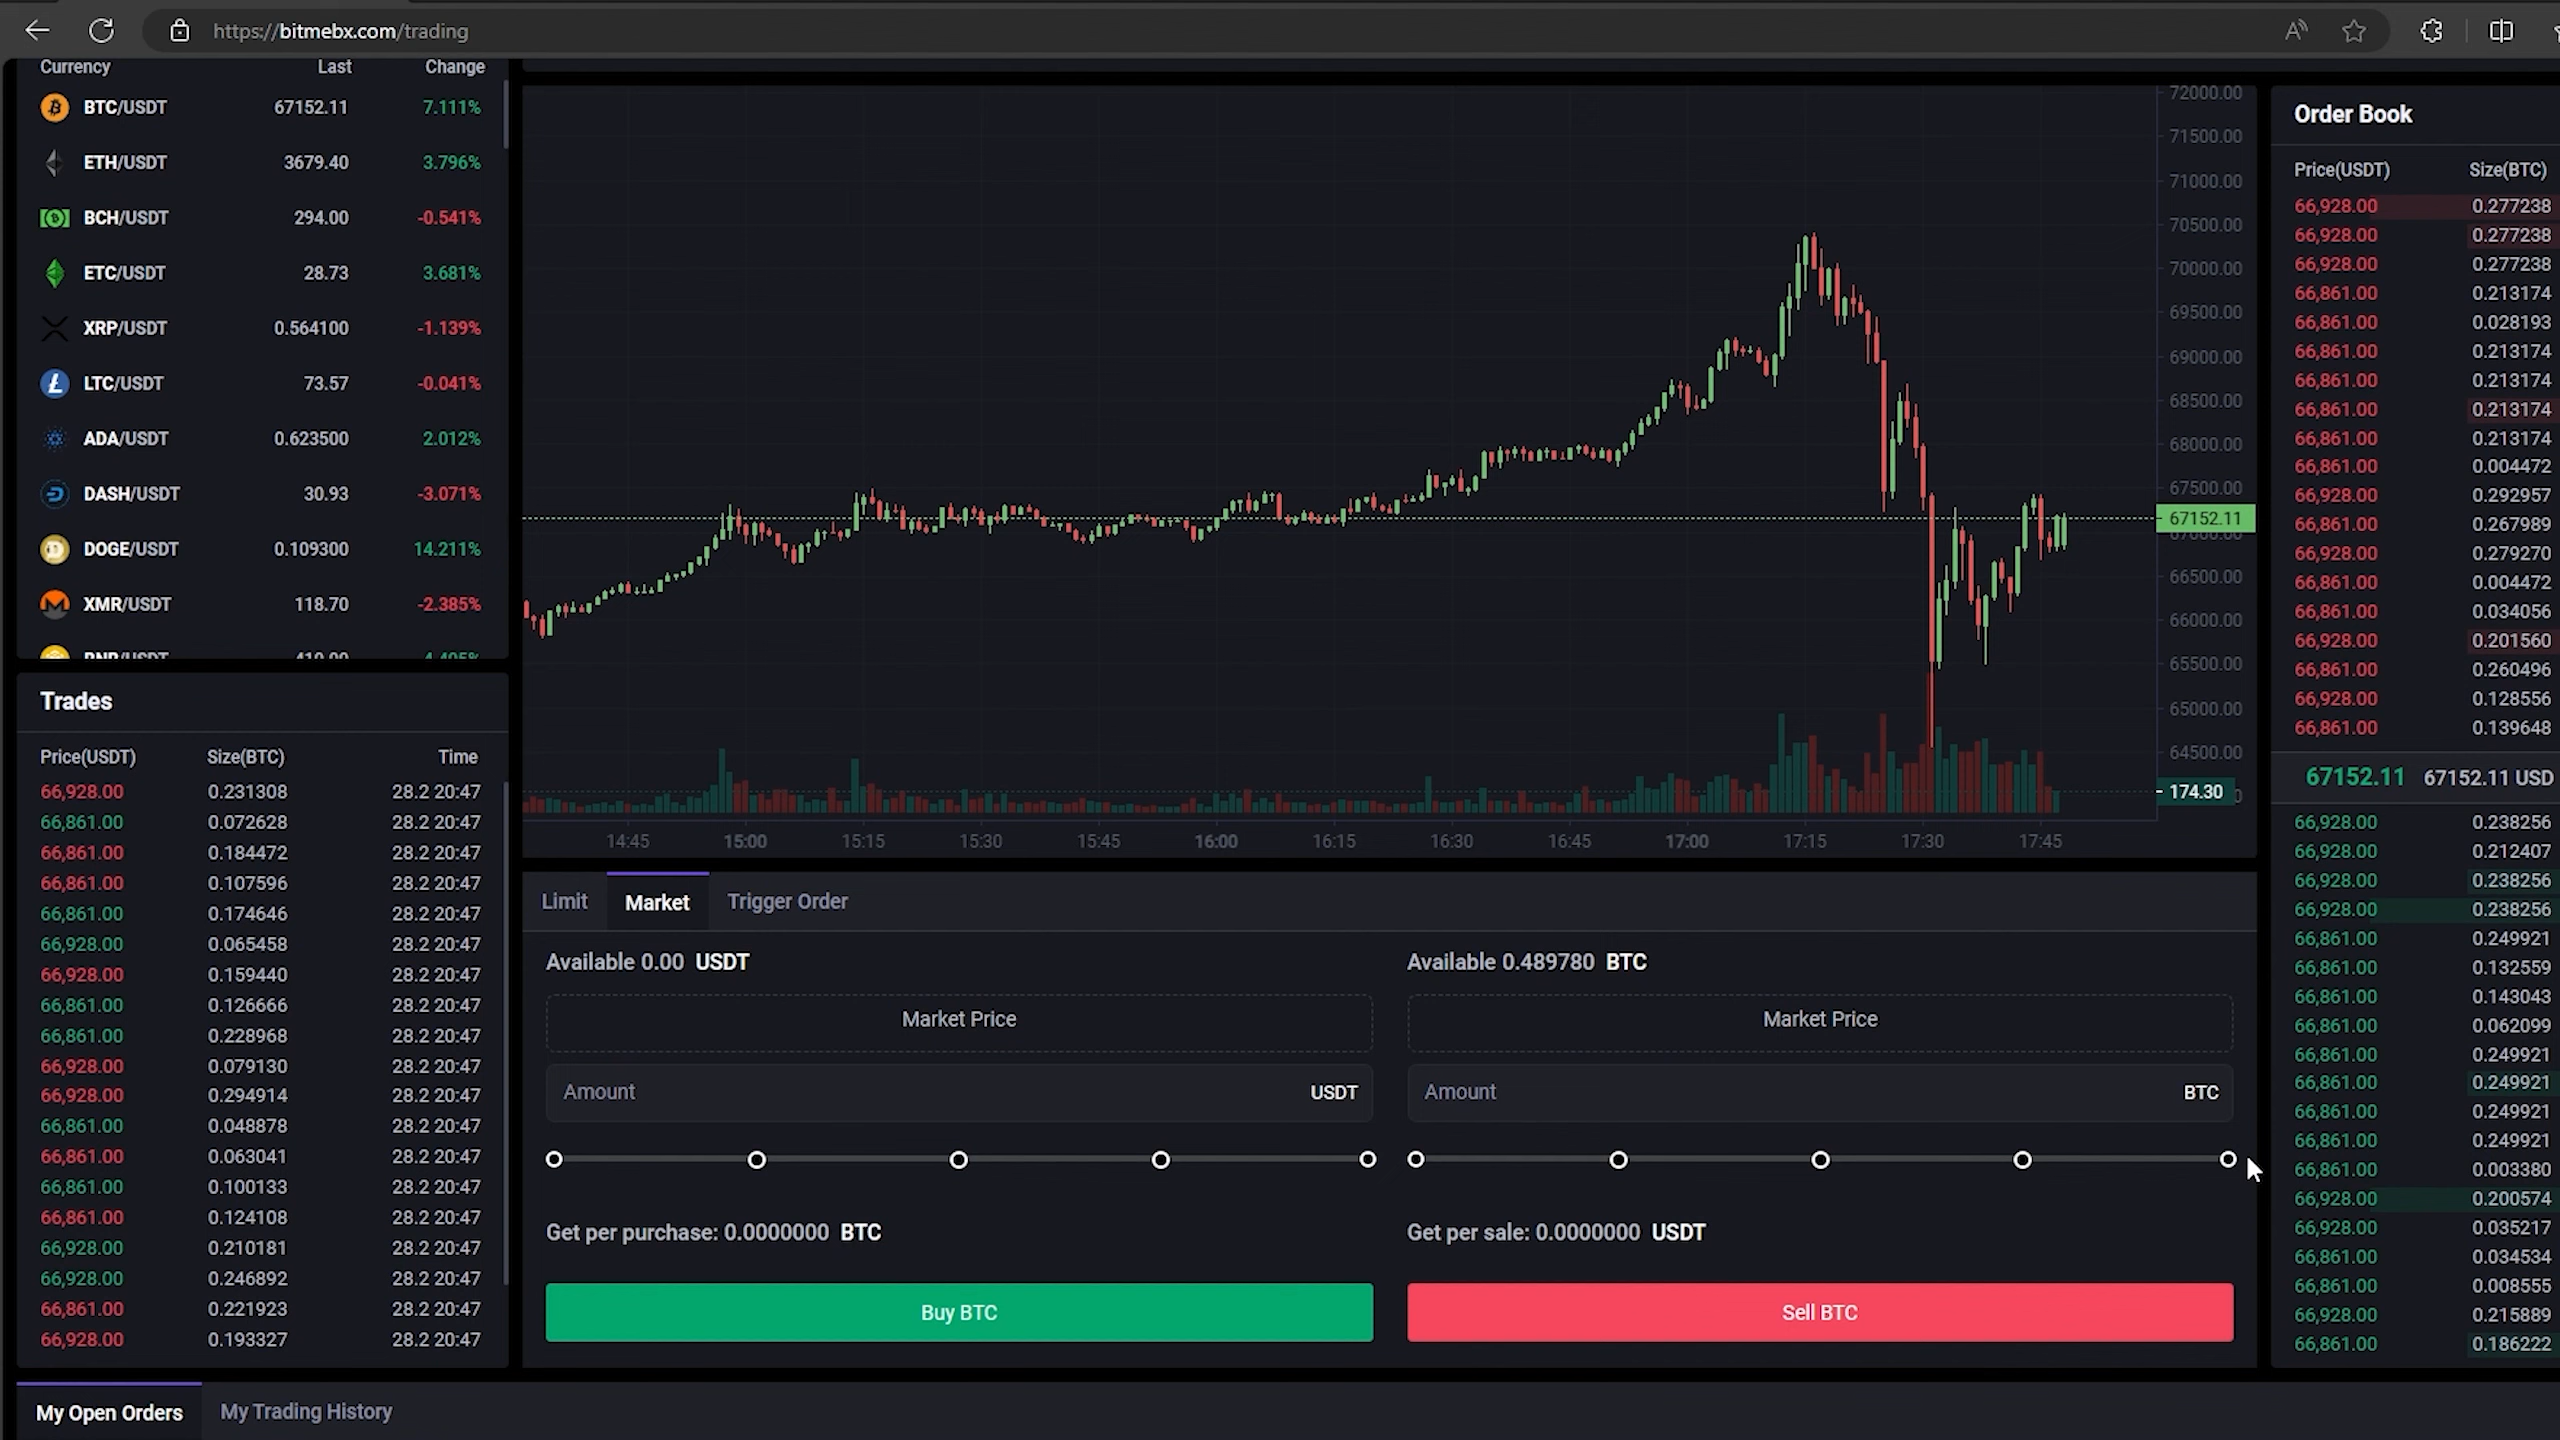 https://bitmebx.com/trading
Currency Last Change
BTC/USDT 67152.11 7.111%
ETH/USDT 3679.40 3.796%
BCH/USDT 294.00 -0.541%
ETC/USDT 28.73 3.681%
XRP/USDT 0.564100 -1.139%
LTC/USDT 73.57 -0.041%
ADA/USDT 0.623500 2.012%
DASH/USDT 30.93 -3.071%
DOGE/USDT 0.109300 14.211%
XMR/USDT 118.70 -2.385%
Trades
Price(USDT) Size(BTC) Time
66,928.00 0.231308 28.2 20:47
66,861.00 0.072628 28.2 20:47
66,861.00 0.184472 28.2 20:47
66,861.00 0.107596 28.2 20:47
66,861.00 0.174646 28.2 20:47
66,928.00 0.065458 28.2 20:47
66,928.00 0.159440 28.2 20:47
66,861.00 0.126666 28.2 20:47
66,861.00 0.228968 28.2 20:47
66,928.00 0.079130 28.2 20:47
66,928.00 0.294914 28.2 20:47
66,861.00 0.048878 28.2 20:47
66,861.00 0.063041 28.2 20:47
66,861.00 0.100133 28.2 20:47
66,861.00 0.124108 28.2 20:47
66,928.00 0.210181 28.2 20:47
66,928.00 0.246892 28.2 20:47
66,861.00 0.221923 28.2 20:47
66,928.00 0.193327 28.2 20:47
72000.00
71500.00
71000.00
70500.00
70000.00
69500.00
69000.00
68500.00
68000.00
67500.00
67152.11
66500.00
66000.00
65500.00
65000.00
64500.00
174.30
14:45 15:00 15:15 15:30 15:45 16:00 16:15 16:30 16:45 17:00 17:15 17:30 17:45
Limit Market Trigger Order
Available 0.00 USDT
Market Price
Amount USDT
Get per purchase: 0.0000000 BTC
Buy BTC
Available 0.489780 BTC
Market Price
Amount BTC
Get per sale: 0.0000000 USDT
Sell BTC
Order Book
Price(USDT) Size(BTC)
66,928.00 0.277238
66,928.00 0.277238
66,928.00 0.277238
66,861.00 0.213174
66,861.00 0.028193
66,861.00 0.213174
66,861.00 0.213174
66,861.00 0.213174
66,861.00 0.213174
66,861.00 0.004472
66,928.00 0.292957
66,861.00 0.267989
66,928.00 0.279270
66,861.00 0.004472
66,861.00 0.034056
66,928.00 0.201560
66,861.00 0.260496
66,928.00 0.128556
66,861.00 0.139648
67152.11 67152.11 USD
66,928.00 0.238256
66,928.00 0.212407
66,928.00 0.238256
66,928.00 0.238256
66,861.00 0.249921
66,861.00 0.132559
66,861.00 0.143043
66,861.00 0.062099
66,861.00 0.249921
66,861.00 0.249921
66,861.00 0.249921
66,861.00 0.249921
66,861.00 0.003380
66,928.00 0.200574
66,928.00 0.035217
66,861.00 0.034534
66,861.00 0.008555
66,928.00 0.215889
66,861.00 0.186222
My Open Orders My Trading History